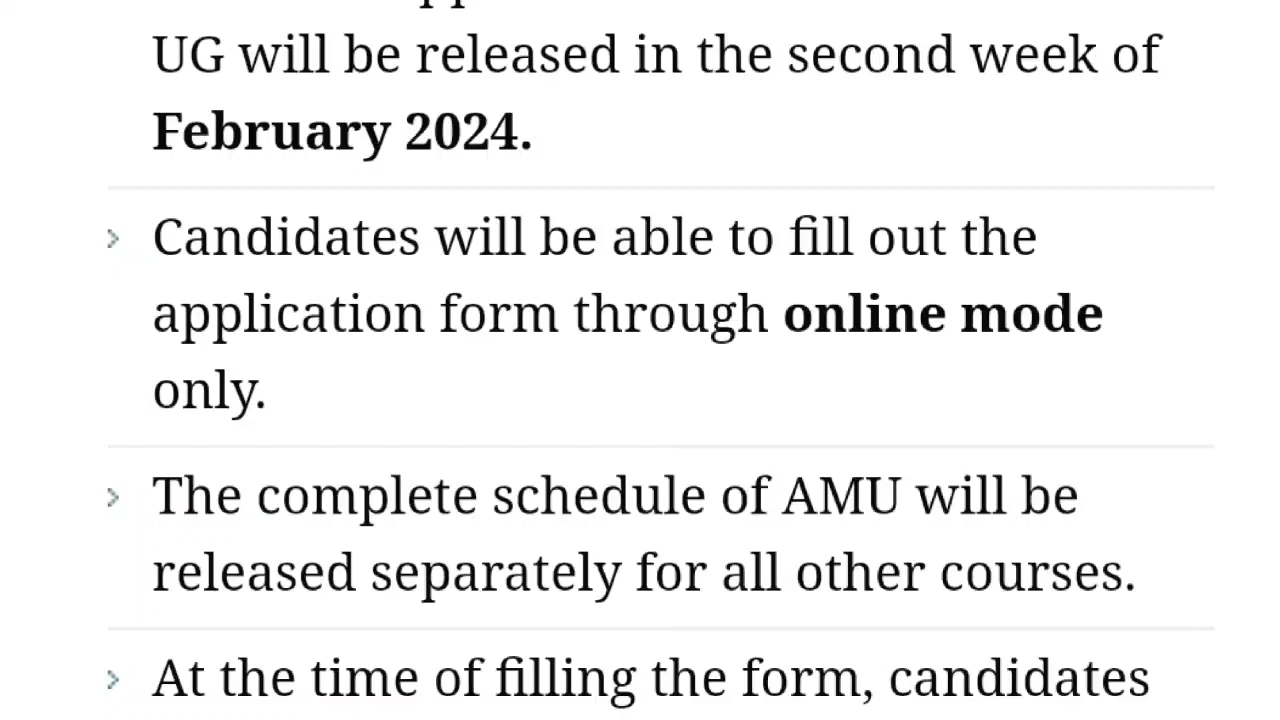 UG will be released in the second week of
February 2024.
Candidates will be able to fill out the
application form through online mode
only.
The complete schedule of AMU will be
released separately for all other courses.
At the time of filling the form, candidates